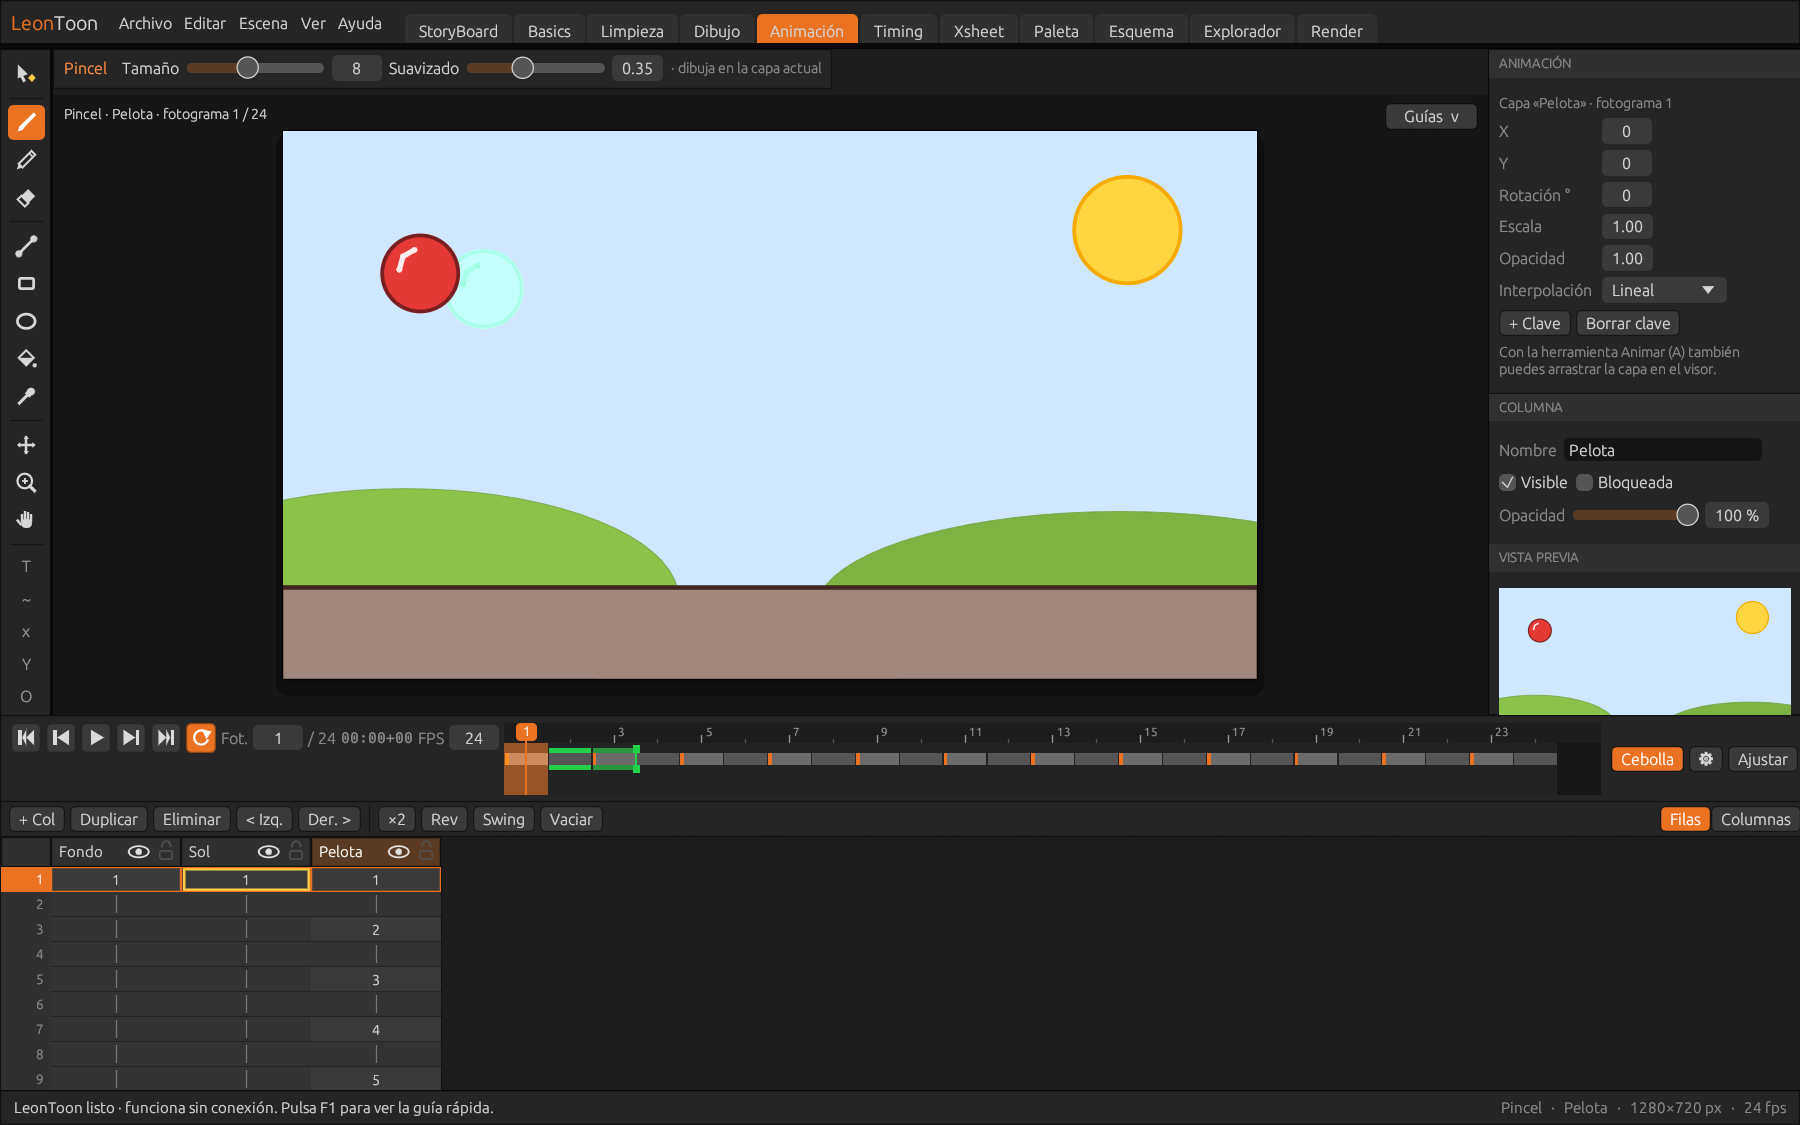 LeonToon Archivo Editar Escena Ver Ayuda StoryBoard Basics Limpieza Dibujo Animación Timing Xsheet Paleta Esquema Explorador Render
Pincel Tamaño 8 Suavizado 0.35 · dibuja en la capa actual
Pincel · Pelota · fotograma 1 / 24
Guías v
ANIMACIÓN
Capa «Pelota» · fotograma 1
X 0
Y 0
Rotación ° 0
Escala 1.00
Opacidad 1.00
Interpolación Lineal
+ Clave Borrar clave
Con la herramienta Animar (A) también
puedes arrastrar la capa en el visor.
COLUMNA
Nombre Pelota
Visible Bloqueada
Opacidad 100 %
VISTA PREVIA
T
~
x
Y
O
Fot. 1 / 24 00:00+00 FPS 24
1 3 5 7 9 11 13 15 17 19 21 23
Cebolla Ajustar
+ Col Duplicar Eliminar < Izq. Der. > ×2 Rev Swing Vaciar Filas Columnas
Fondo Sol Pelota
1 1 1 1
2
3 2
4
5 3
6
7 4
8
9 5
LeonToon listo · funciona sin conexión. Pulsa F1 para ver la guía rápida.
Pincel · Pelota · 1280×720 px · 24 fps